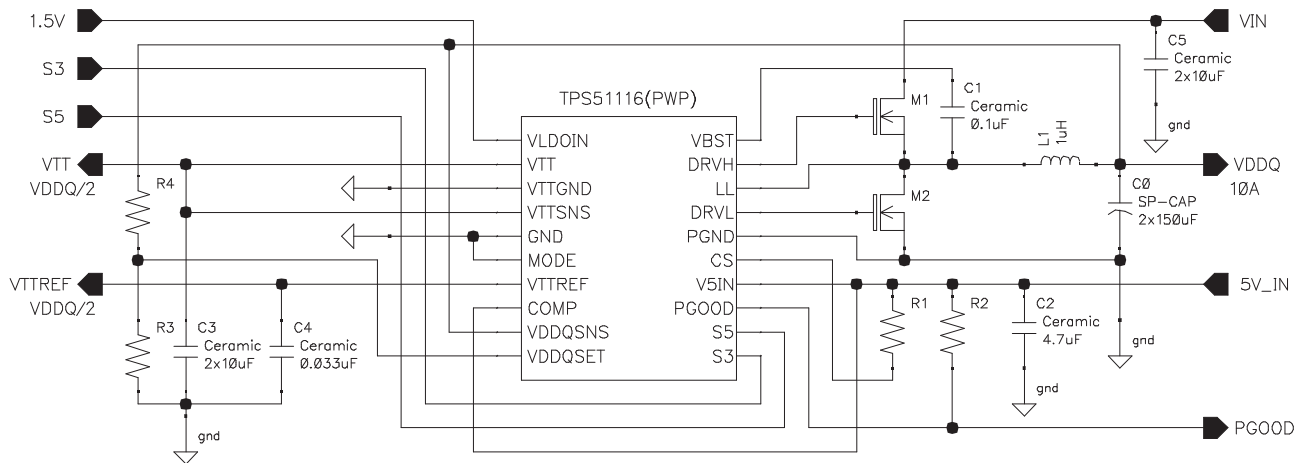 1.5V
S3
S5
VTT
VDDQ/2
VTTREF
VDDQ/2
R4
R3
C3
Ceramic
2x10uF
C4
Ceramic
0.033uF
gnd
TPS51116(PWP)
VLDOIN
VTT
VTTGND
VTTSNS
GND
MODE
VTTREF
COMP
VDDQSNS
VDDQSET
VBST
DRVH
LL
DRVL
PGND
CS
V5IN
PGOOD
S5
S3
M1
M2
C1
Ceramic
0.1uF
L1
1uH
C5
Ceramic
2x10uF
gnd
VIN
VDDQ
10A
C0
SP-CAP
2x150uF
gnd
5V_IN
R1
R2
C2
Ceramic
4.7uF
gnd
PGOOD